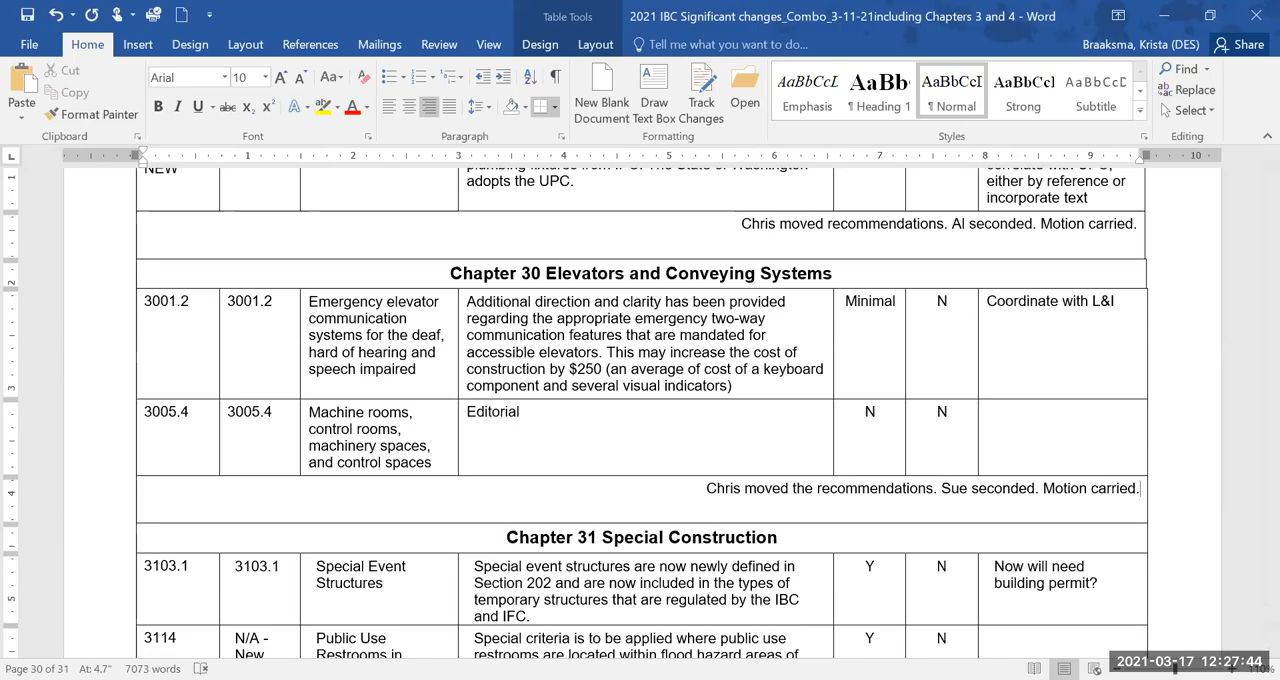 Table Tools
2021 IBC Significant changes_Combo_3-11-21including Chapters 3 and 4 - Word
File Home Insert Design Layout References Mailings Review View Design Layout Tell me what you want to do... Braaksma, Krista (DES) Share
Paste
Cut
Copy
Format Painter
Clipboard
Arial 10
Font
Paragraph
New Blank Document
Draw Text Box
Track Changes
Open
Formatting
AaBbCcL Emphasis
AaBb( ¶ Heading 1
AaBbCcI ¶ Normal
AaBbCcl Strong
AaBbCcD Subtitle
Styles
Find
Replace
Select
Editing
1 2 3 4 5 6 7 8 9 10
NEW
adopts the UPC.
either by reference or
incorporate text
Chris moved recommendations. Al seconded. Motion carried.
Chapter 30 Elevators and Conveying Systems
3001.2 3001.2 Emergency elevator Additional direction and clarity has been provided Minimal N Coordinate with L&I
communication regarding the appropriate emergency two-way
systems for the deaf, communication features that are mandated for
hard of hearing and accessible elevators. This may increase the cost of
speech impaired construction by $250 (an average of cost of a keyboard
component and several visual indicators)
3005.4 3005.4 Machine rooms, Editorial N N
control rooms,
machinery spaces,
and control spaces
Chris moved the recommendations. Sue seconded. Motion carried.
Chapter 31 Special Construction
3103.1 3103.1 Special Event Special event structures are now newly defined in Y N Now will need
Structures Section 202 and are now included in the types of building permit?
temporary structures that are regulated by the IBC
and IFC.
3114 N/A - Public Use Special criteria is to be applied where public use Y N
New Restrooms in restrooms are located within flood hazard areas of
Page 30 of 31 At: 4.7" 7073 words
2021-03-17 12:27:44